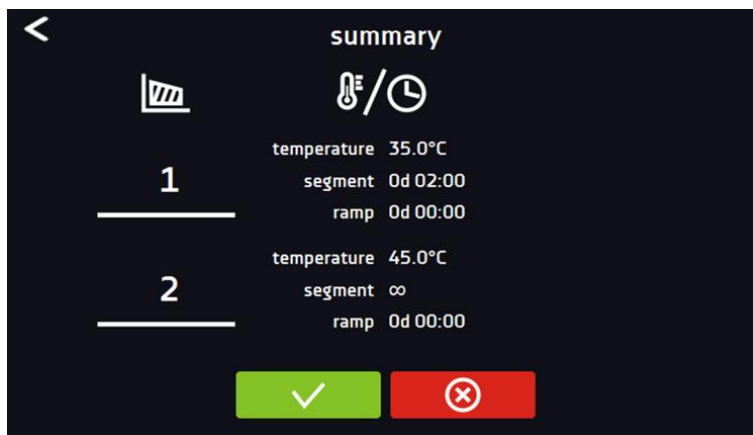 summary
1
temperature 35.0°C
segment 0d 02:00
ramp 0d 00:00
2
temperature 45.0°C
segment ∞
ramp 0d 00:00